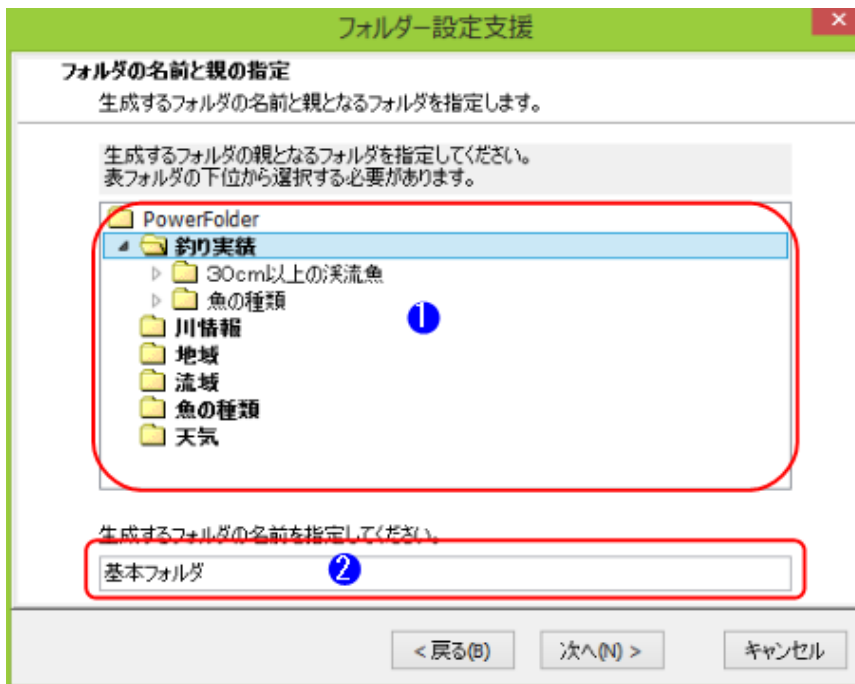 フォルダー設定支援
×
フォルダの名前と親の指定
生成するフォルダの名前と親となるフォルダを指定します。
生成するフォルダの親となるフォルダを指定してください。
表フォルダの下位から選択する必要があります。
PowerFolder
釣り実績
30cm以上の渓流魚
魚の種類
1
川情報
地域
流域
魚の種類
天気
生成するフォルダの名前を指定してください。
基本フォルダ
2
< 戻る(B)
次へ(N) >
キャンセル